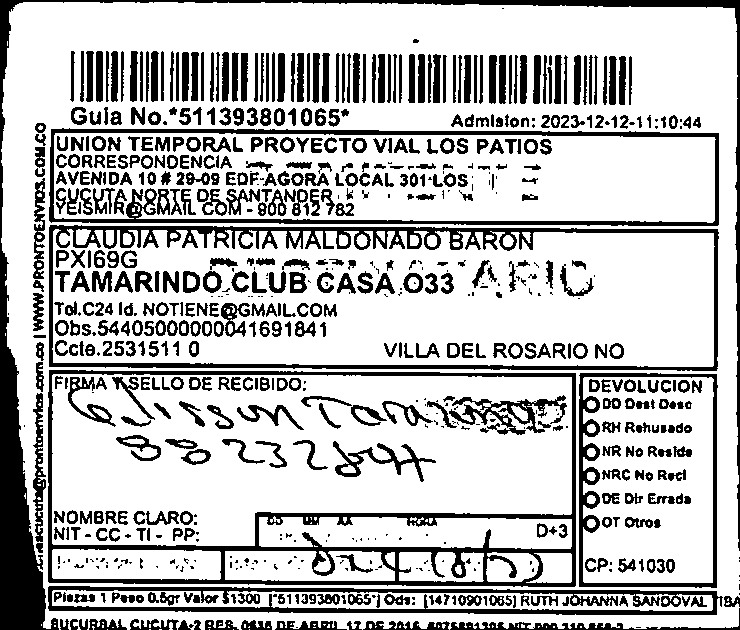 Guia No.*511393801065*
Admision: 2023-12-12-11:10:44
UNION TEMPORAL PROYECTO VIAL LOS PATIOS
CORRESPONDENCIA
AVENIDA 10 # 29-09 EDF AGORA LOCAL 301 LOS
CUCUTA NORTE DE SANTANDER
YEISMIR@GMAIL COM - 900 812 782
CLAUDIA PATRICIA MALDONADO BARON
PXI69G
TAMARINDO CLUB CASA O33
Tel.C24 Id. NOTIENE@GMAIL.COM
Obs.54405000000041691841
Ccte.2531511 0
VILLA DEL ROSARIO NO
FIRMA Y SELLO DE RECIBIDO:
NOMBRE CLARO:
NIT - CC - TI - PP:
DD MM AA HORA
D+3
DEVOLUCION
DD Dest Desc
RH Rehusado
NR No Reside
NRC No Recl
DE Dir Errada
OT Otros
CP: 541030
Piezas 1 Peso 0.5gr Valor $1300 [*511393801065*] Ods: [14710901065] RUTH JOHANNA SANDOVAL
@prontoenvios.com.co | WWW.PRONTOENVIOS.COM.CO